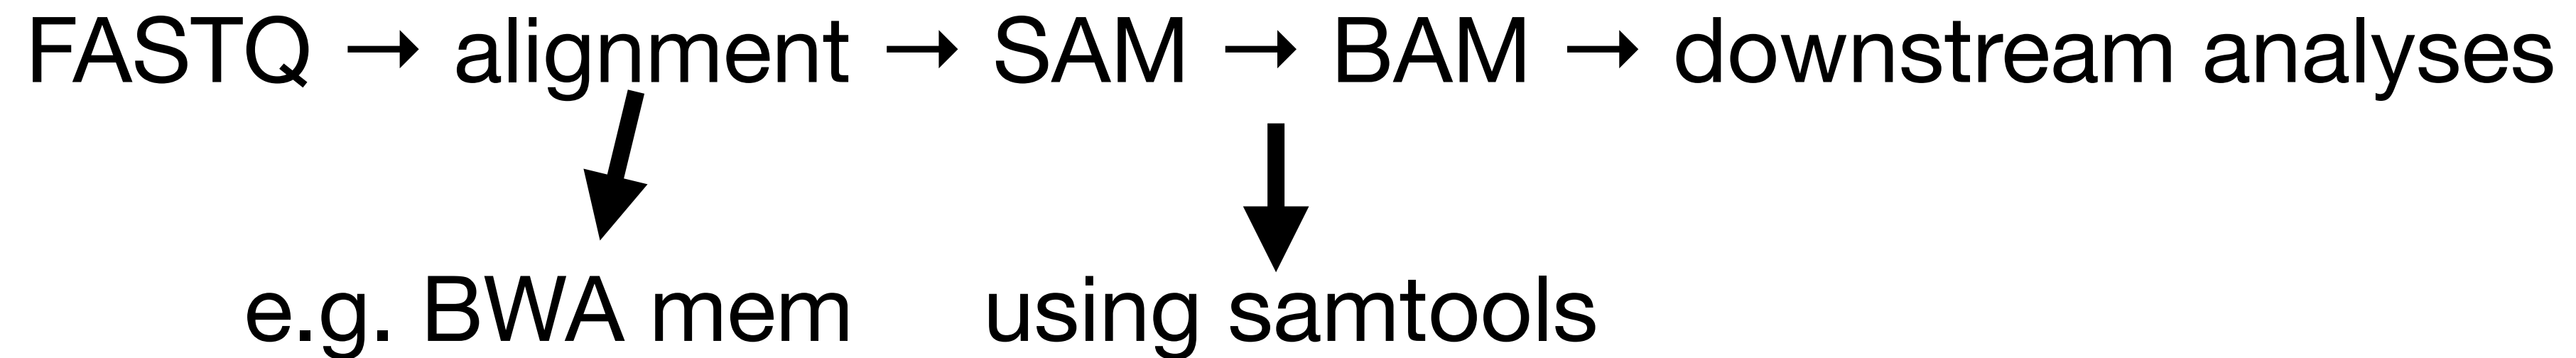 FASTQ → alignment → SAM → BAM → downstream analyses
e.g. BWA mem using samtools